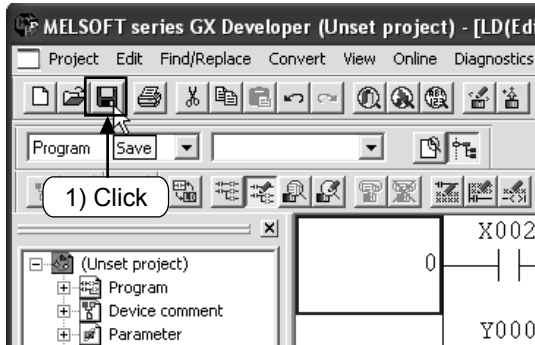 MELSOFT series GX Developer (Unset project) - [LD(Edi
Project Edit Find/Replace Convert View Online Diagnostics
Program Save
1) Click
X002
(Unset project)
0
Program
Device comment
Parameter
Y000